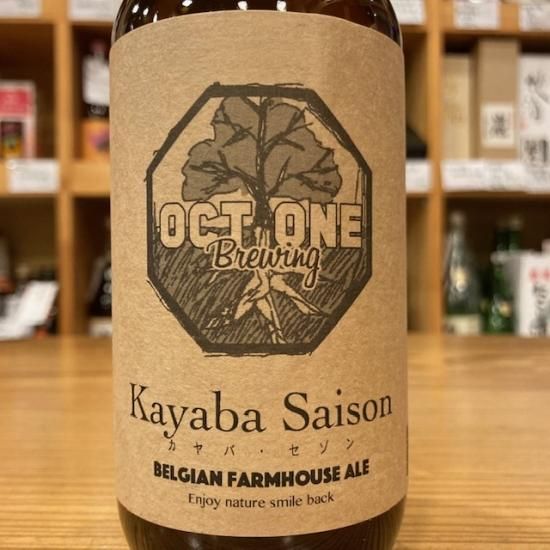 OCT ONE
Brewing
Kayaba Saison
カヤバ・セゾン
BELGIAN FARMHOUSE ALE
Enjoy nature smile back